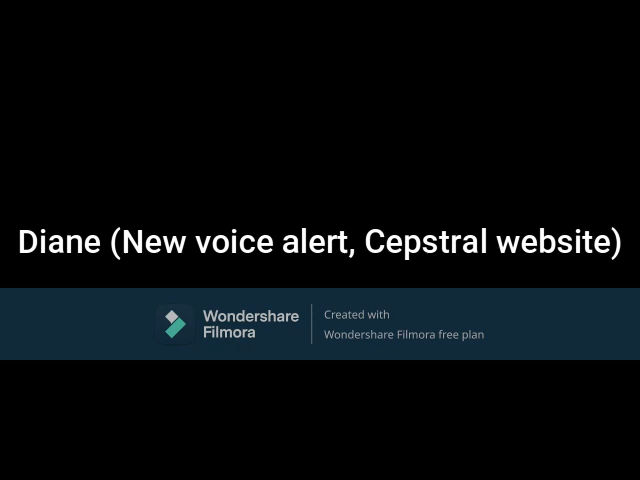 Diane (New voice alert, Cepstral website)
Wondershare
Filmora
Created with
Wondershare Filmora free plan